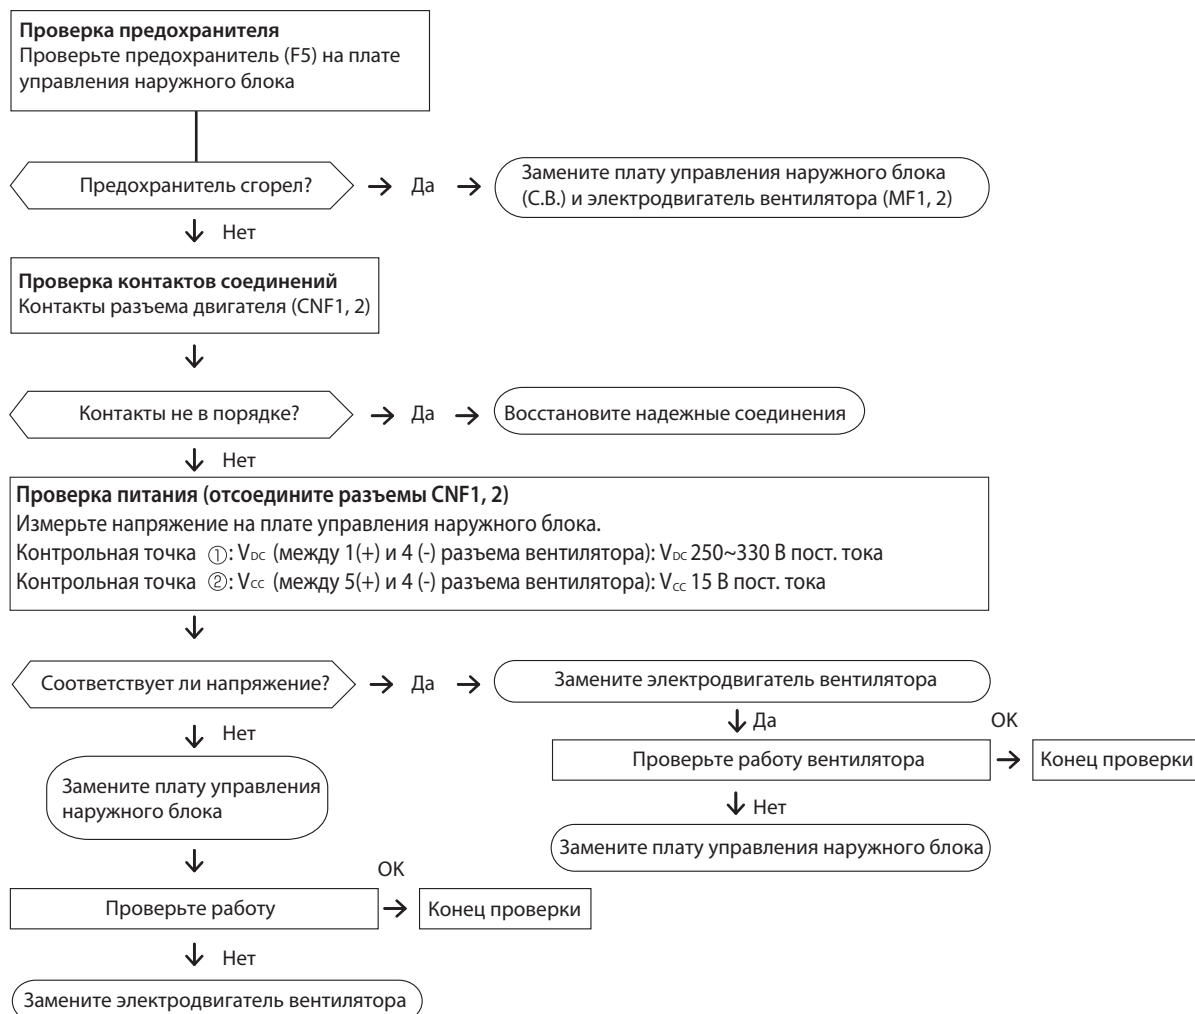 Проверка предохранителя
Проверьте предохранитель (F5) на плате
управления наружного блока
Предохранитель сгорел?
Да
Замените плату управления наружного блока
(C.B.) и электродвигатель вентилятора (MF1, 2)
Нет
Проверка контактов соединений
Контакты разъема двигателя (CNF1, 2)
Контакты не в порядке?
Да
Восстановите надежные соединения
Нет
Проверка питания (отсоедините разъемы CNF1, 2)
Измерьте напряжение на плате управления наружного блока.
Контрольная точка ①: VDC (между 1(+) и 4 (-) разъема вентилятора): VDC 250~330 В пост. тока
Контрольная точка ②: Vcc (между 5(+) и 4 (-) разъема вентилятора): Vcc 15 В пост. тока
Соответствует ли напряжение?
Да
Замените электродвигатель вентилятора
Нет
Да
OK
Проверьте работу вентилятора
Конец проверки
Замените плату управления
наружного блока
Нет
Замените плату управления наружного блока
OK
Проверьте работу
Конец проверки
Нет
Замените электродвигатель вентилятора